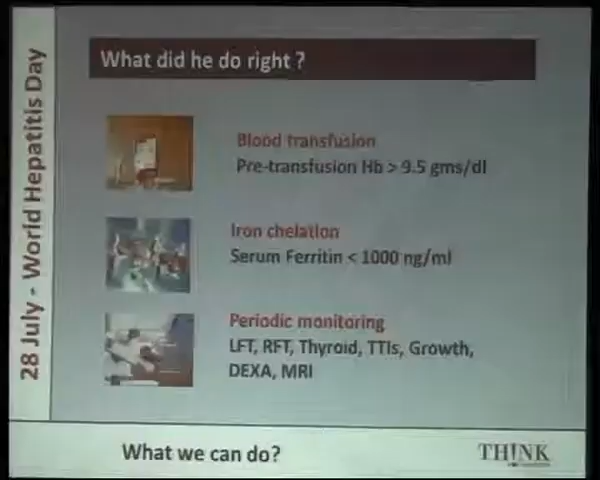 What did he do right ?
28 July - World Hepatitis Day
Blood transfusion
Pre-transfusion Hb > 9.5 gms/dl
Iron chelation
Serum Ferritin < 1000 ng/ml
Periodic monitoring
LFT, RFT, Thyroid, TTIs, Growth,
DEXA, MRI
What we can do?
TH!NK